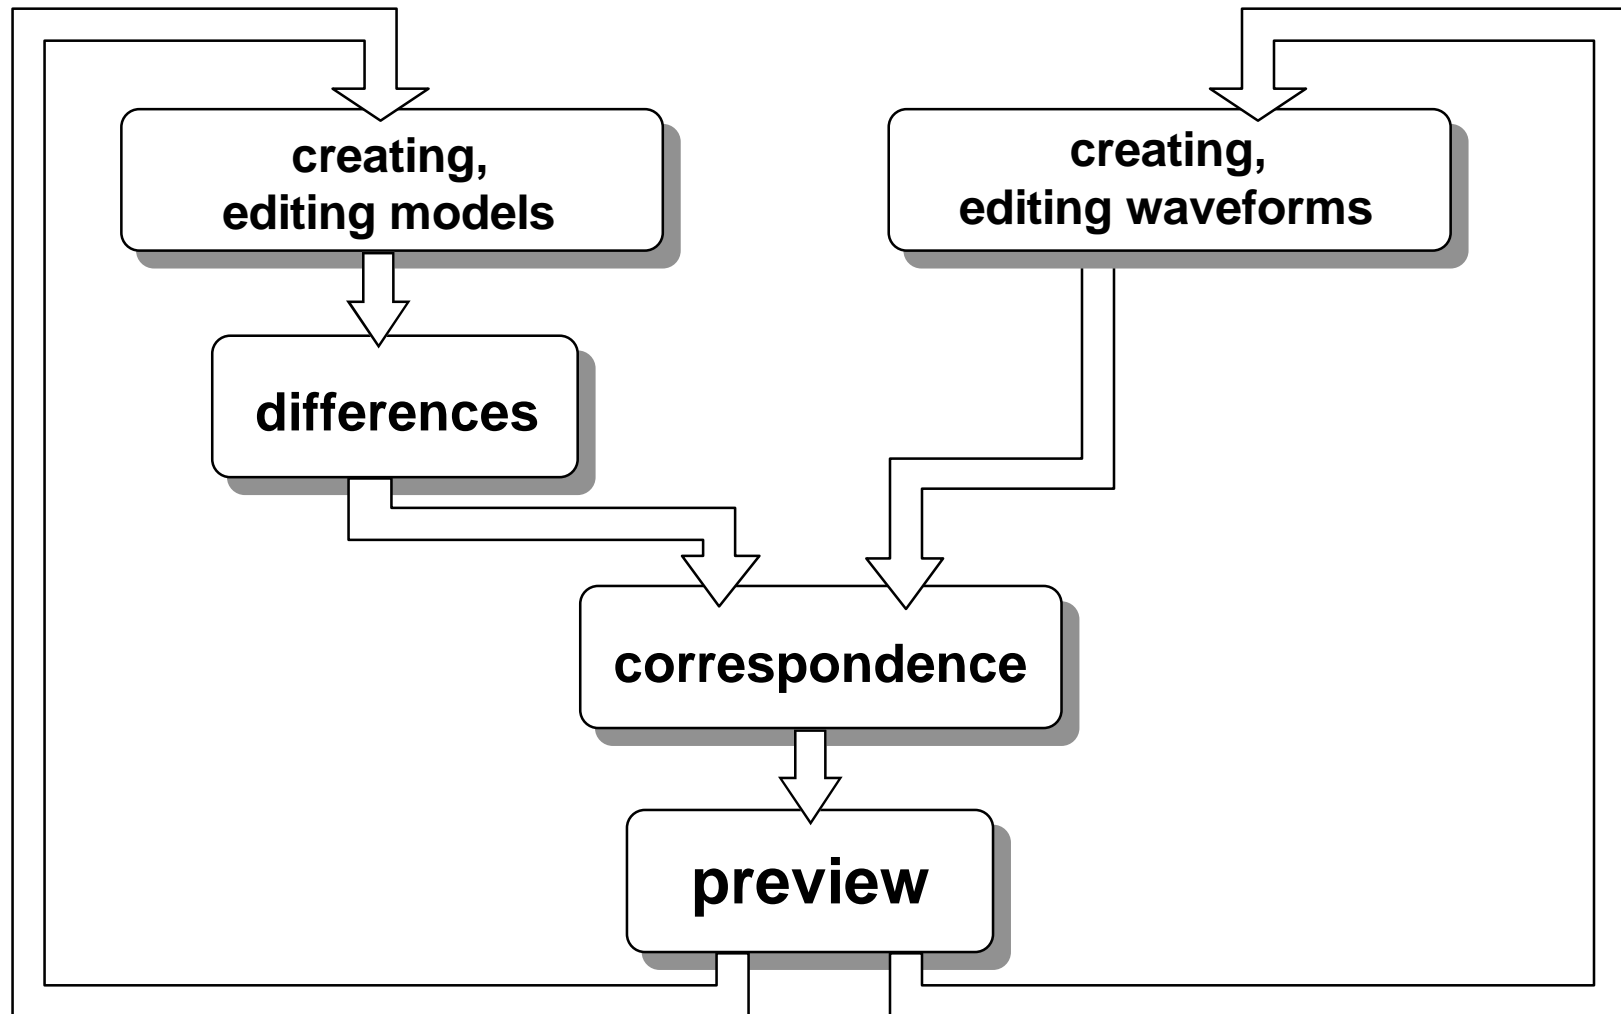 creating,
editing models
creating,
editing waveforms
differences
correspondence
preview